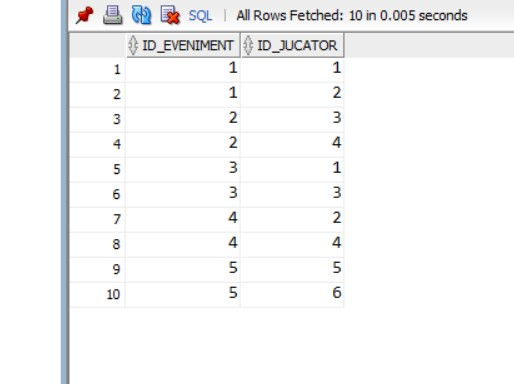 SQL | All Rows Fetched: 10 in 0.005 seconds
ID_EVENIMENT ID_JUCATOR
1 1 1
2 1 2
3 2 3
4 2 4
5 3 1
6 3 3
7 4 2
8 4 4
9 5 5
10 5 6